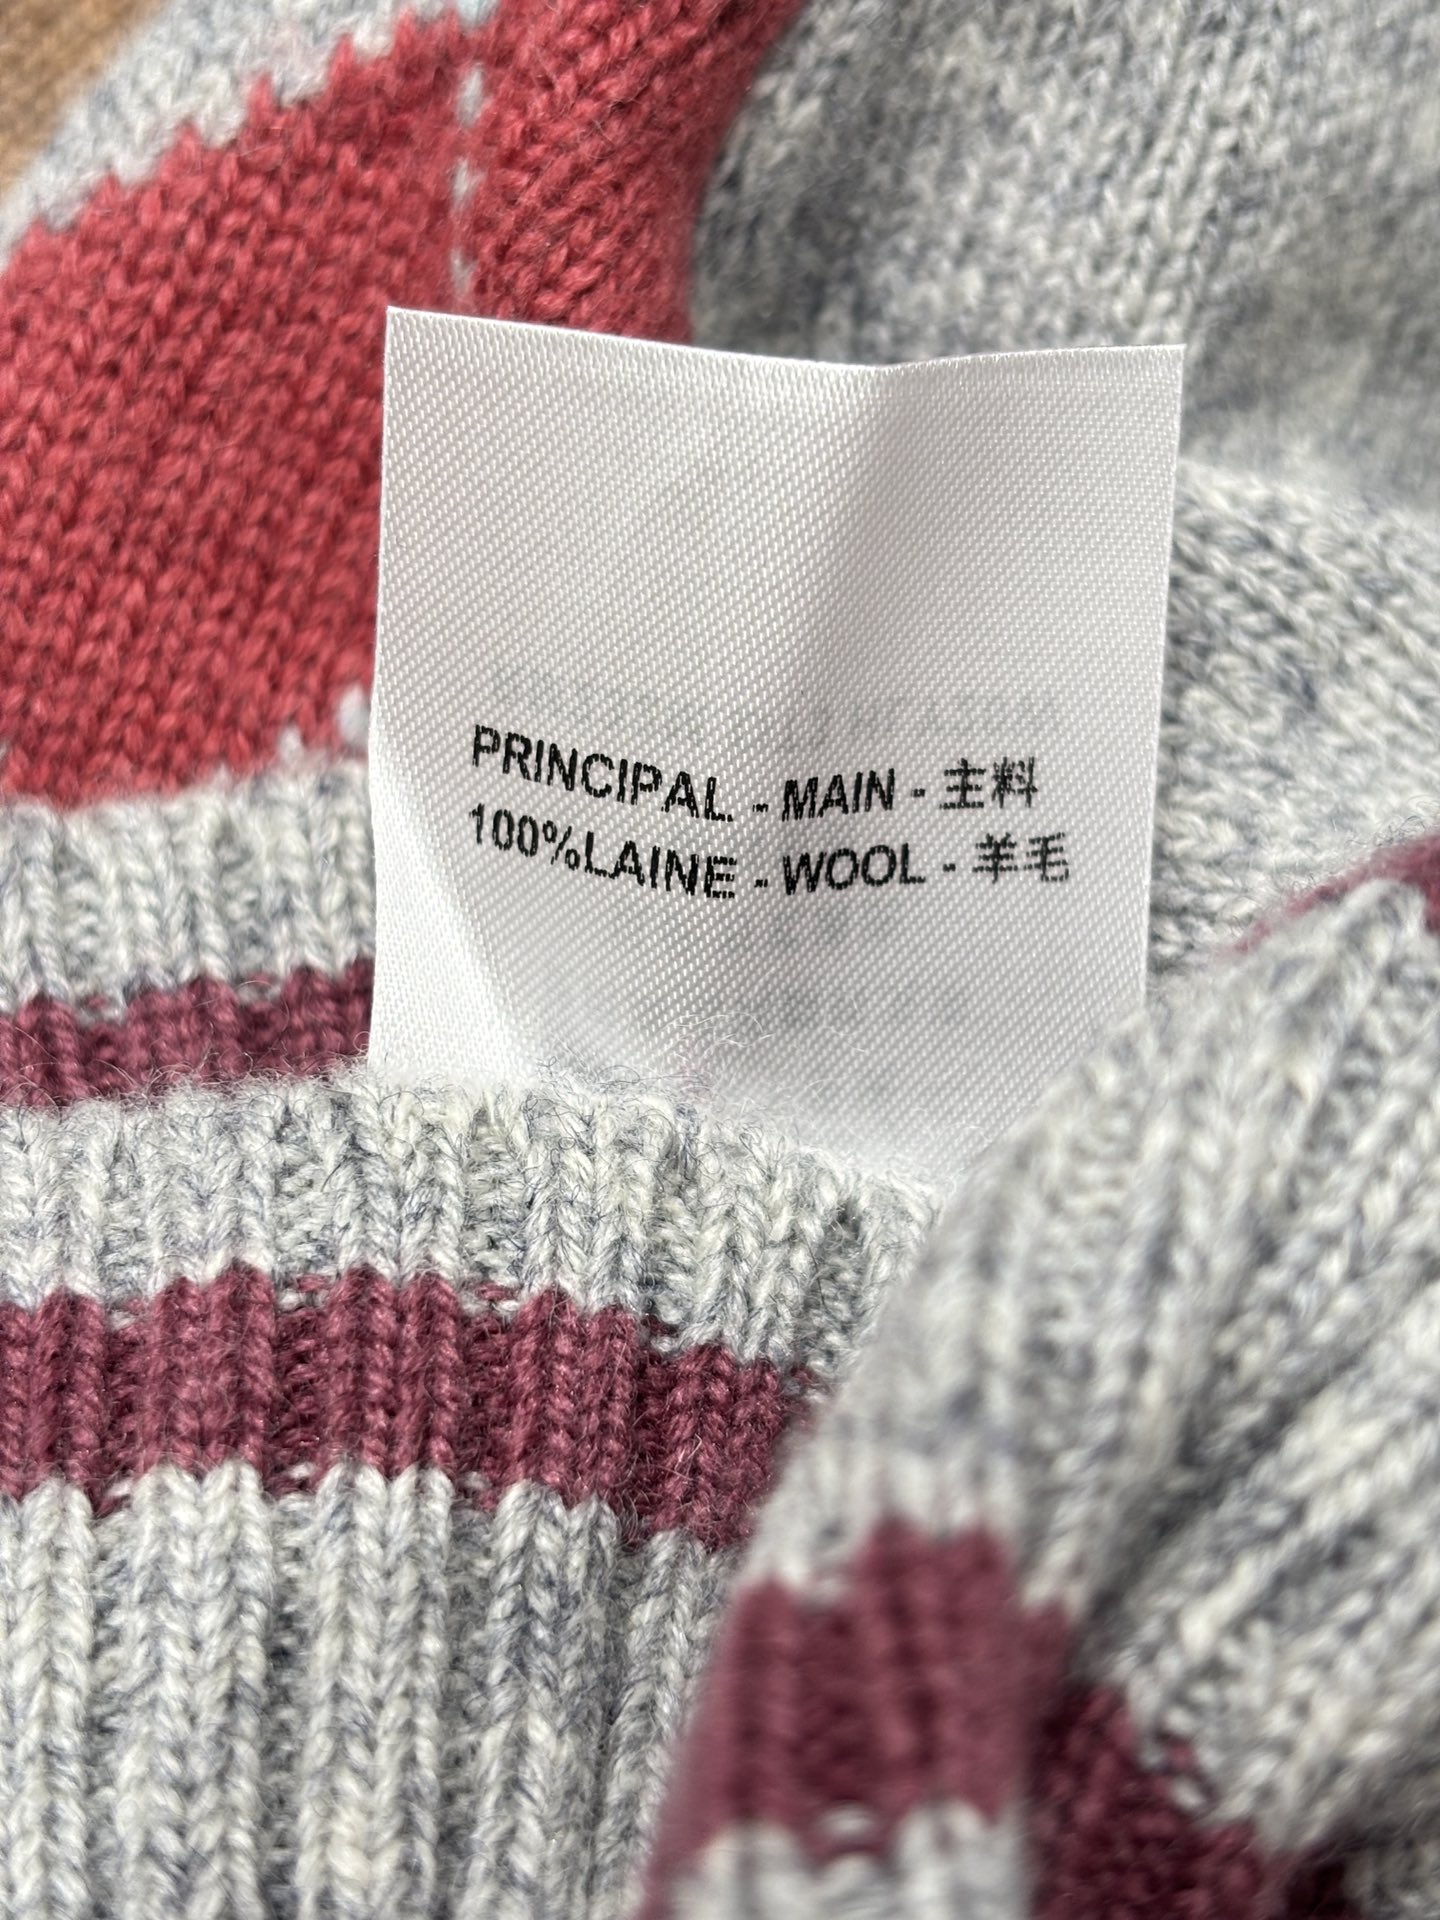 PRINCIPAL - MAIN - 主料
100%LAINE - WOOL - 羊毛